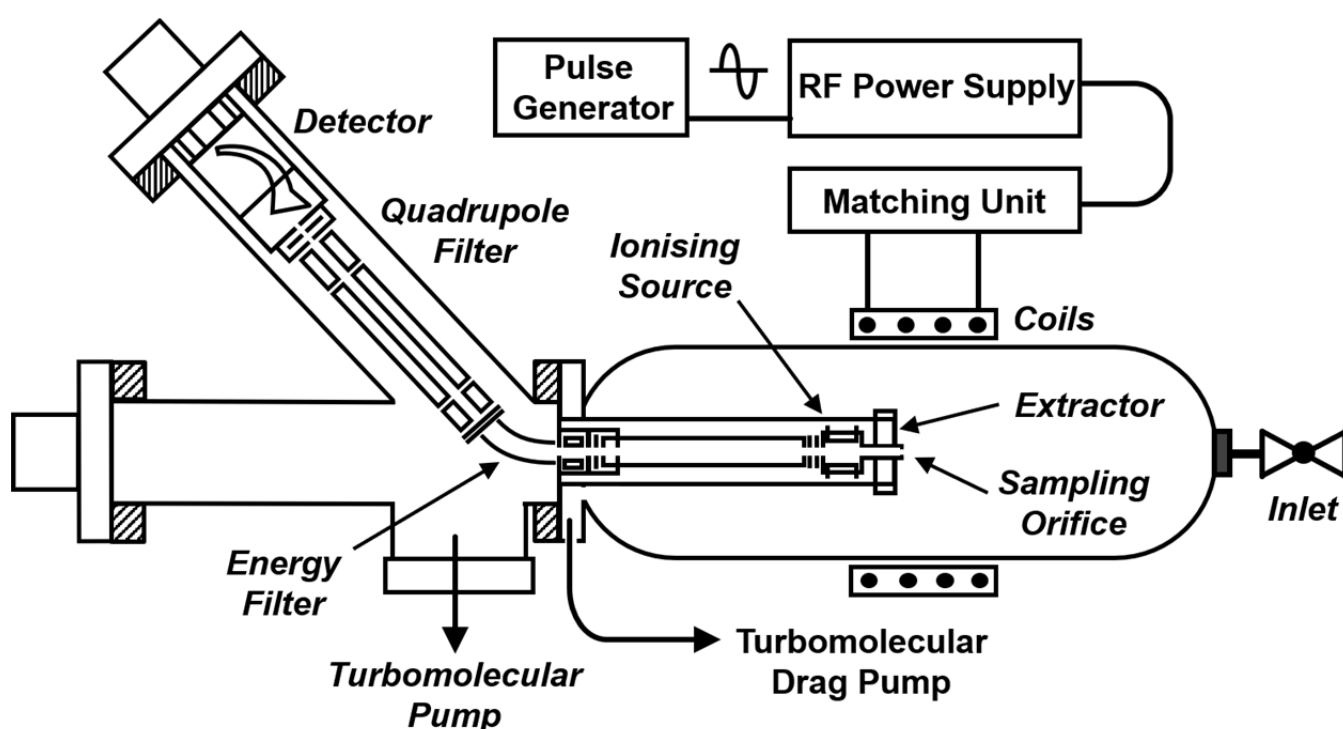 Pulse
Generator
RF Power Supply
Detector
Matching Unit
Quadrupole
Filter
Ionising
Source
Coils
Extractor
Sampling
Orifice
Inlet
Energy
Filter
Turbomolecular
Pump
Turbomolecular
Drag Pump